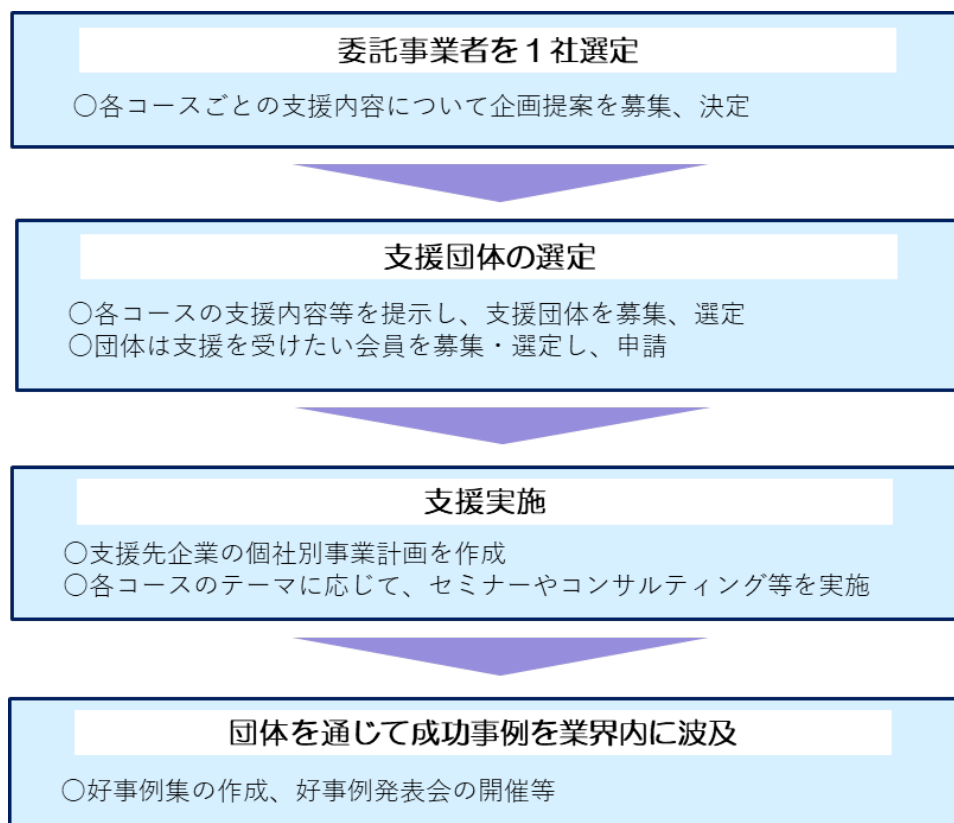 委託事業者を１社選定
○各コースごとの支援内容について企画提案を募集、決定
支援団体の選定
○各コースの支援内容等を提示し、支援団体を募集、選定
○団体は支援を受けたい会員を募集・選定し、申請
支援実施
○支援先企業の個社別事業計画を作成
○各コースのテーマに応じて、セミナーやコンサルティング等を実施
団体を通じて成功事例を業界内に波及
○好事例集の作成、好事例発表会の開催等